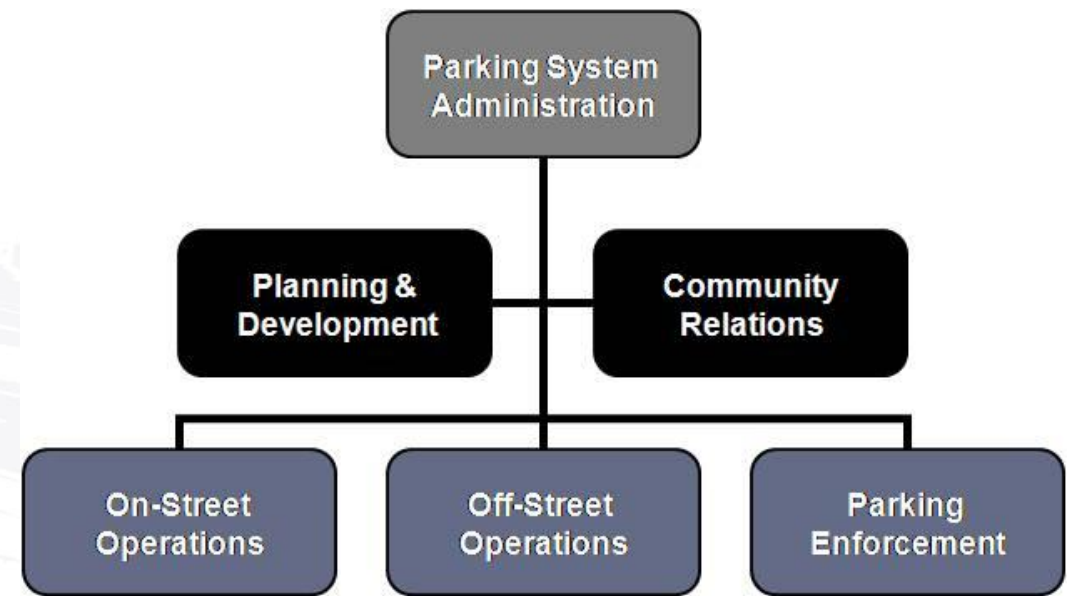 Parking System
Administration
Planning &
Development
Community
Relations
On-Street
Operations
Off-Street
Operations
Parking
Enforcement